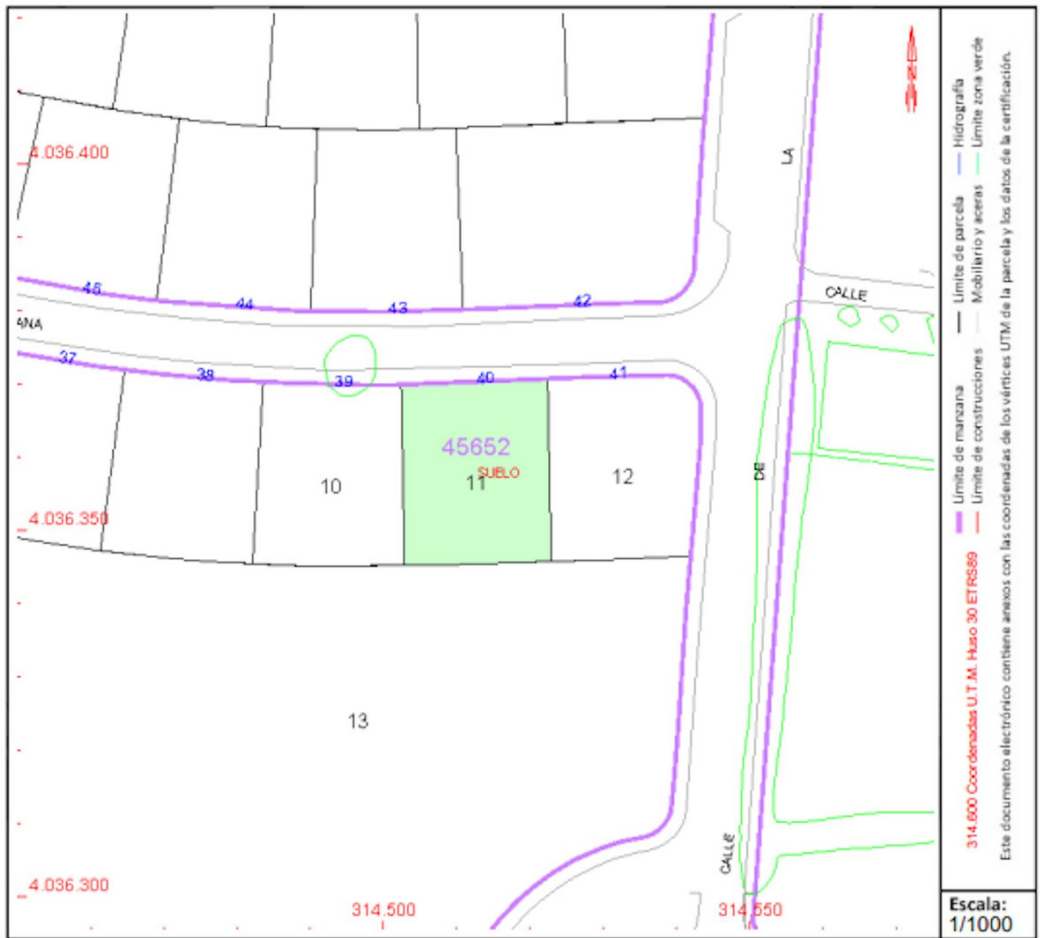 4.036.400
LA
45
44
43
42
CALLE
ANA
37
38
39
40
41
45652
SUELO
10
11
12
DE
4.036.350
13
CALLE
4.036.300
314.500
314.550
314.600 Coordenadas U.T.M. Huso 30 ETRS89
Límite de manzana
Límite de parcela
Hidrografía
Límite de construcciones
Mobiliario y aceras
Límite zona verde
Este documento electrónico contiene anexos con las coordenadas de los vértices UTM de la parcela y los datos de la certificación.
Escala:
1/1000